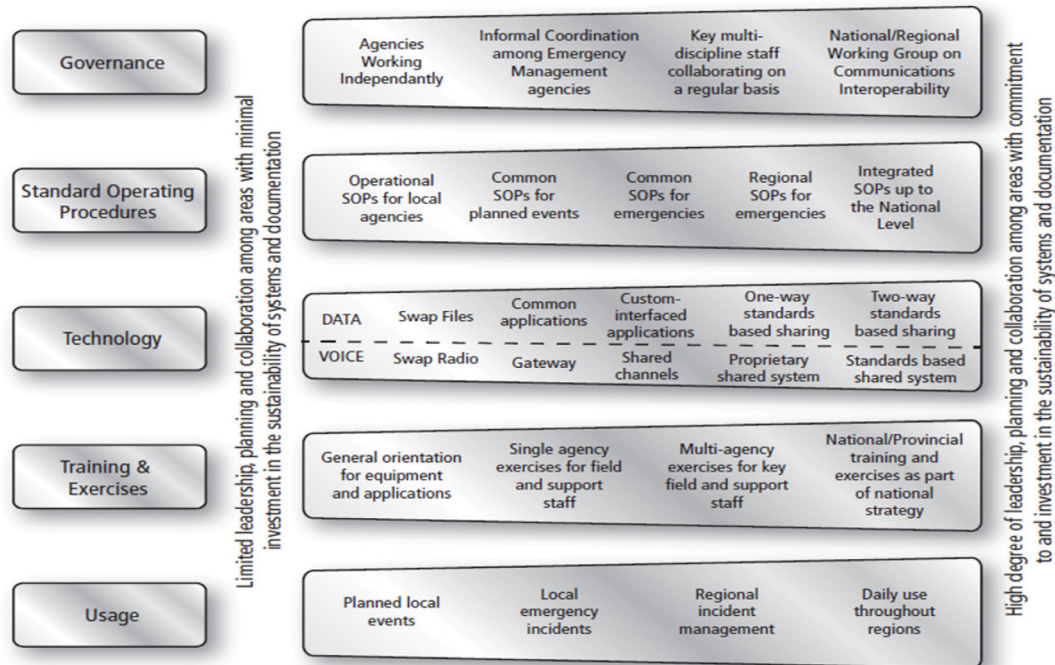 Governance
Agencies
Working
Independantly
Informal Coordination
among Emergency
Management
agencies
Key multi-
discipline staff
collaborating on
a regular basis
National/Regional
Working Group on
Communications
Interoperability
Limited leadership, planning and collaboration among areas with minimal
investment in the sustainability of systems and documentation
High degree of leadership, planning and collaboration among areas with commitment
to and investment in the sustainability of systems and documentation
Standard Operating
Procedures
Operational
SOPs for local
agencies
Common
SOPs for
planned events
Common
SOPs for
emergencies
Regional
SOPs for
emergencies
Integrated
SOPs up to
the National
Level
Technology
DATA
Swap Files
Common
applications
Custom-
interfaced
applications
One-way
standards
based sharing
Two-way
standards
based sharing
VOICE
Swap Radio
Gateway
Shared
channels
Proprietary
shared system
Standards based
shared system
Training &
Exercises
General orientation
for equipment
and applications
Single agency
exercises for field
and support
staff
Multi-agency
exercises for key
field and support
staff
National/Provincial
training and
exercises as part
of national
strategy
Usage
Planned local
events
Local
emergency
incidents
Regional
incident
management
Daily use
throughout
regions